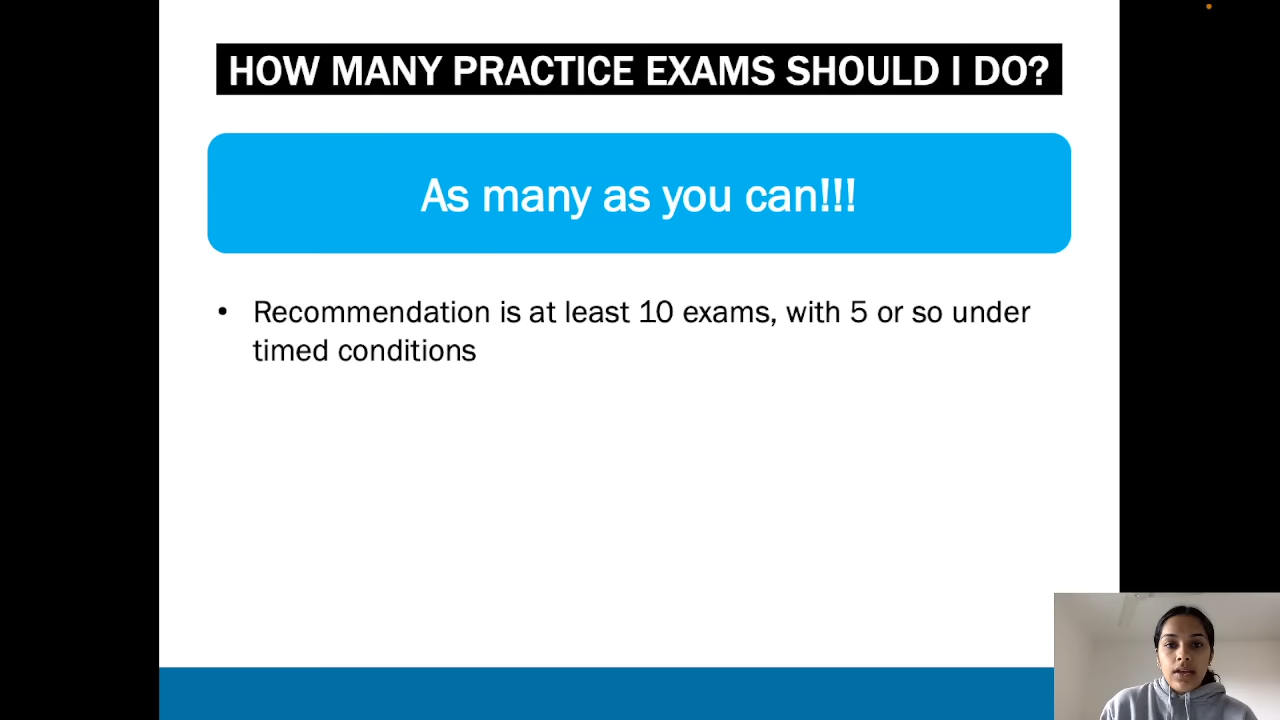 HOW MANY PRACTICE EXAMS SHOULD I DO?
As many as you can!!!
• Recommendation is at least 10 exams, with 5 or so under
timed conditions